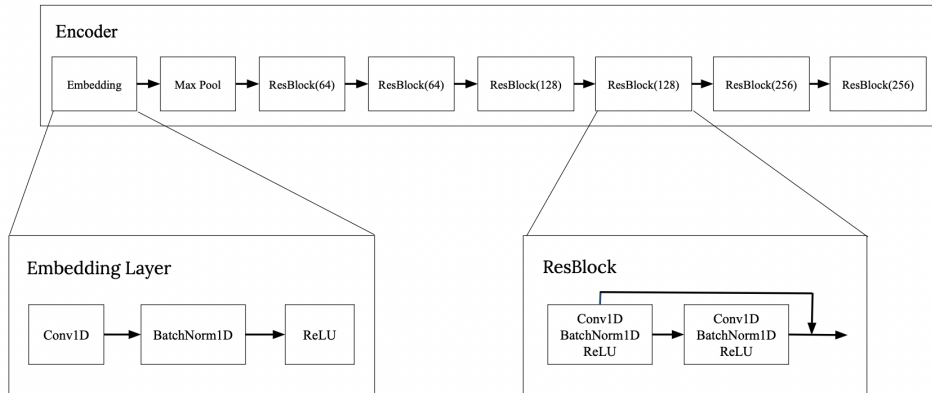 Encoder
Embedding
Max Pool
ResBlock(64)
ResBlock(64)
ResBlock(128)
ResBlock(128)
ResBlock(256)
ResBlock(256)
Embedding Layer
Conv1D
BatchNorm1D
ReLU
ResBlock
Conv1D
BatchNorm1D
ReLU
Conv1D
BatchNorm1D
ReLU